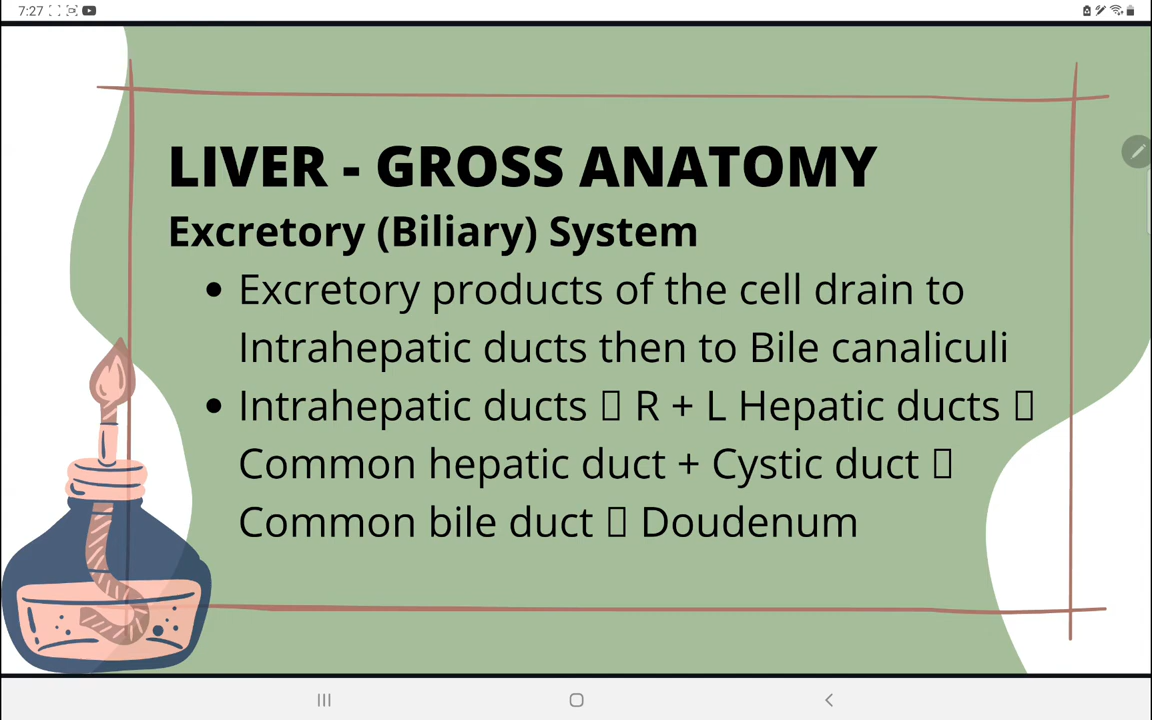 7:27
LIVER - GROSS ANATOMY
Excretory (Biliary) System
• Excretory products of the cell drain to
Intrahepatic ducts then to Bile canaliculi
• Intrahepatic ducts  R + L Hepatic ducts 
Common hepatic duct + Cystic duct 
Common bile duct  Doudenum